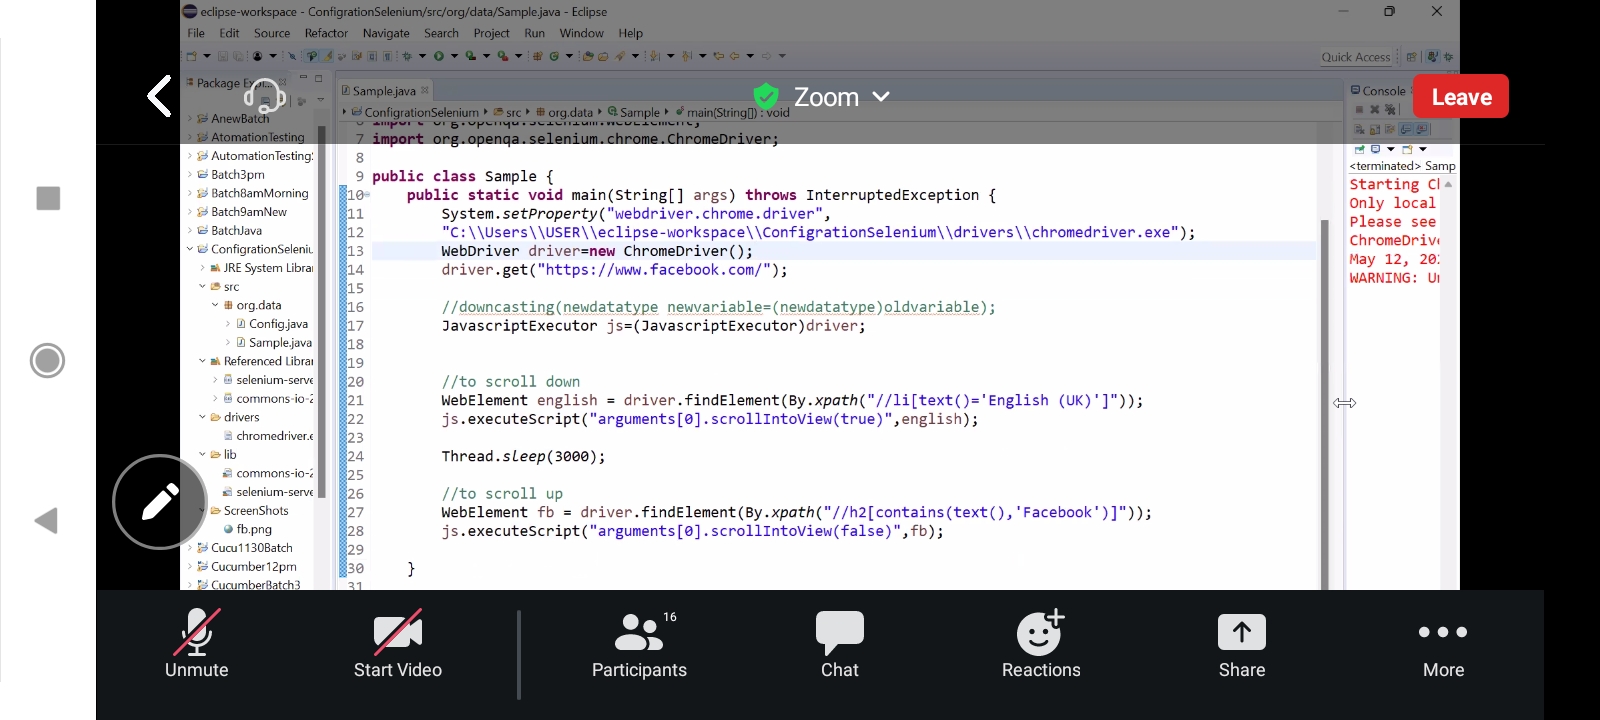 eclipse-workspace - ConfigrationSelenium/src/org/data/Sample.java - Eclipse
File Edit Source Refactor Navigate Search Project Run Window Help
Quick Access
Package Expl...
Sample.java
Console
Zoom
Leave
ConfigrationSelenium src org.data Sample main(String[]) : void
AnewBatch
AtomationTesting
AutomationTesting
Batch3pm
Batch8amMorning
Batch9amNew
BatchJava
ConfigrationSeleniu
JRE System Librar
src
org.data
Config.java
Sample.java
Referenced Librar
selenium-serve
commons-io-2
drivers
chromedriver.e
lib
commons-io-2
selenium-serve
ScreenShots
fb.png
Cucu1130Batch
Cucumber12pm
CucumberBatch3
6 import org.openqa.selenium.WebElement;
7 import org.openqa.selenium.chrome.ChromeDriver;
8
9 public class Sample {
10 public static void main(String[] args) throws InterruptedException {
11 System.setProperty("webdriver.chrome.driver",
12 "C:\\Users\\USER\\eclipse-workspace\\ConfigrationSelenium\\drivers\\chromedriver.exe");
13 WebDriver driver=new ChromeDriver();
14 driver.get("https://www.facebook.com/");
15
16 //downcasting(newdatatype newvariable=(newdatatype)oldvariable);
17 JavascriptExecutor js=(JavascriptExecutor)driver;
18
19
20 //to scroll down
21 WebElement english = driver.findElement(By.xpath("//li[text()='English (UK)']"));
22 js.executeScript("arguments[0].scrollIntoView(true)",english);
23
24 Thread.sleep(3000);
25
26 //to scroll up
27 WebElement fb = driver.findElement(By.xpath("//h2[contains(text(),'Facebook')]"));
28 js.executeScript("arguments[0].scrollIntoView(false)",fb);
29
30 }
31
<terminated> Samp
Starting Cl
Only local
Please see
ChromeDrive
May 12, 20
WARNING: Un
Unmute
Start Video
16
Participants
Chat
Reactions
Share
More